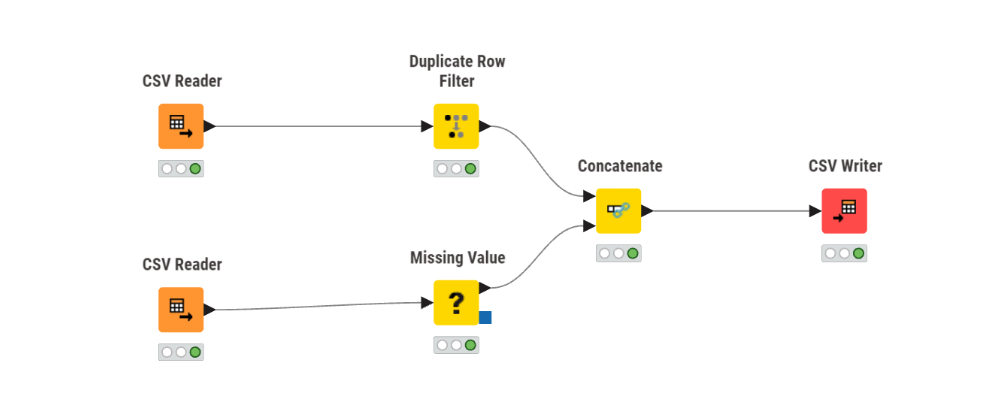 Duplicate Row
Filter
CSV Reader
Concatenate
CSV Writer
CSV Reader
Missing Value
?